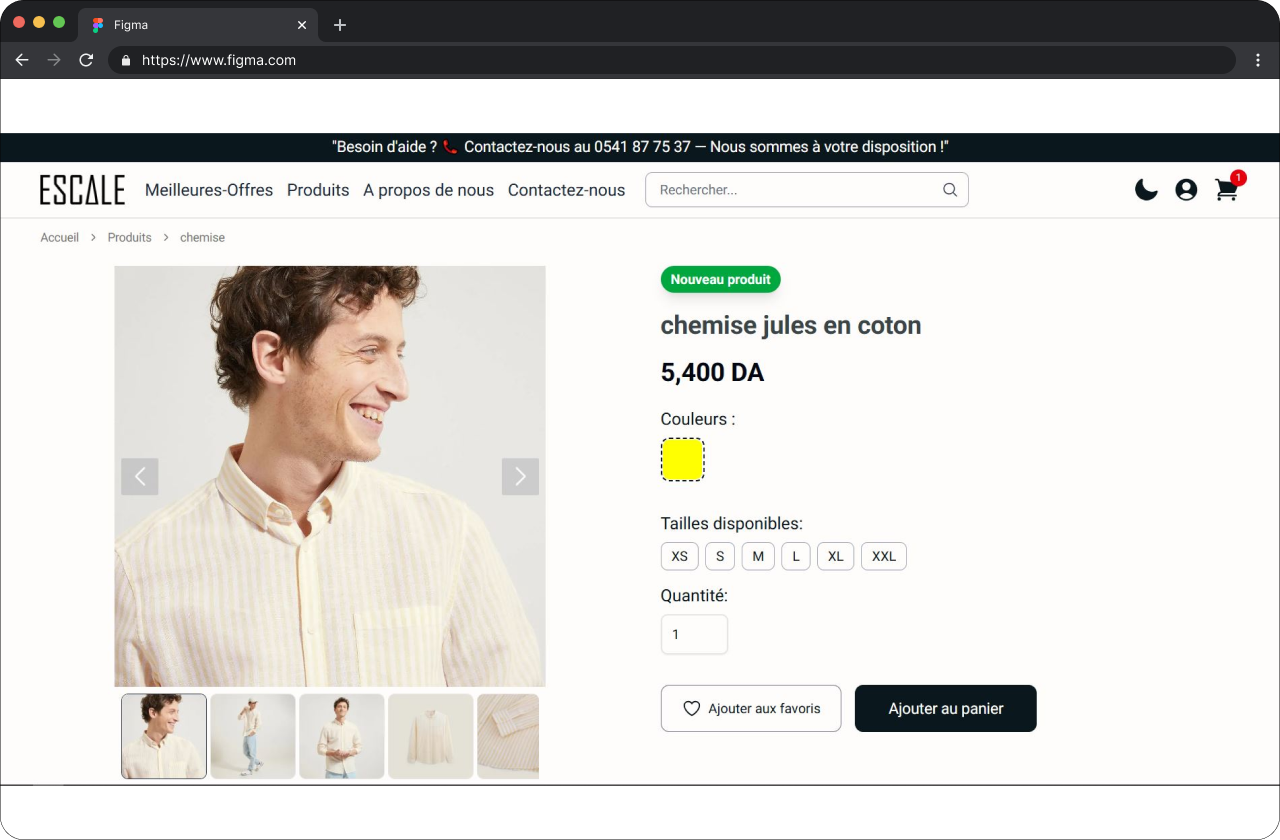 Figma
https://www.figma.com
"Besoin d'aide ? 📞 Contactez-nous au 0541 87 75 37 — Nous sommes à votre disposition !"
ESCALE Meilleures-Offres Produits A propos de nous Contactez-nous Rechercher... 1
Accueil > Produits > chemise
Nouveau produit
chemise jules en coton
5,400 DA
Couleurs :
Tailles disponibles:
XS S M L XL XXL
Quantité:
1
Ajouter aux favoris Ajouter au panier